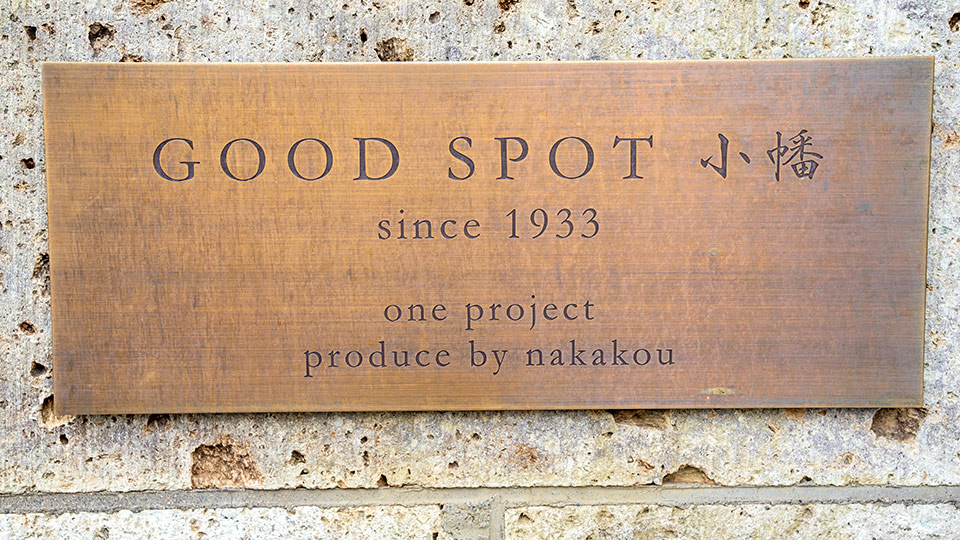 GOOD SPOT 小幡
since 1933
one project
produce by nakakou